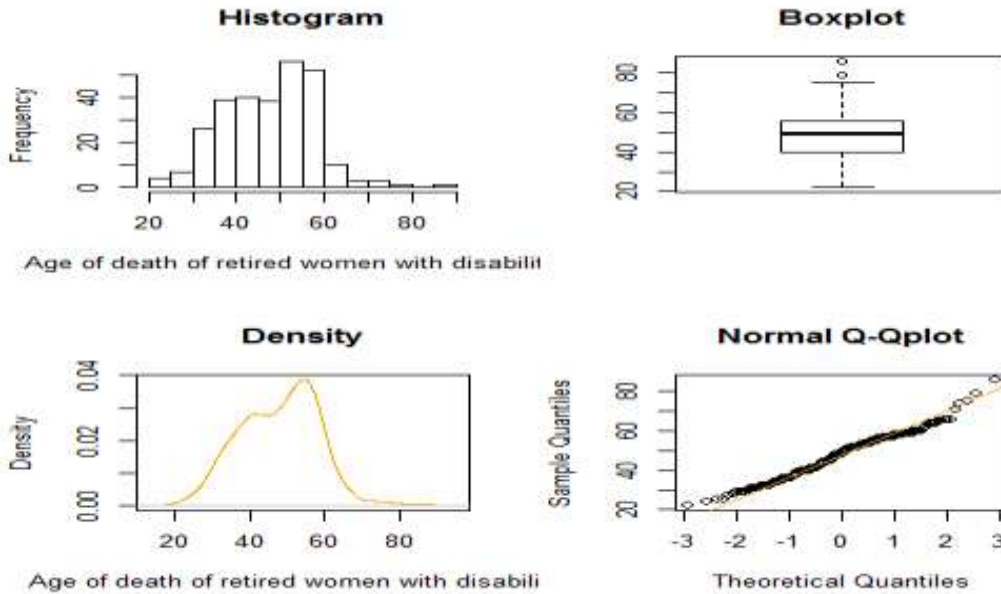 Histogram
Frequency
0 20 40
20 40 60 80
Age of death of retired women with disabilit
Boxplot
20 40 60 80
Density
Density
0.00 0.02 0.04
20 40 60 80
Age of death of retired women with disabili
Normal Q-Qplot
Sample Quantiles
20 40 60 80
-3 -2 -1 0 1 2 3
Theoretical Quantiles